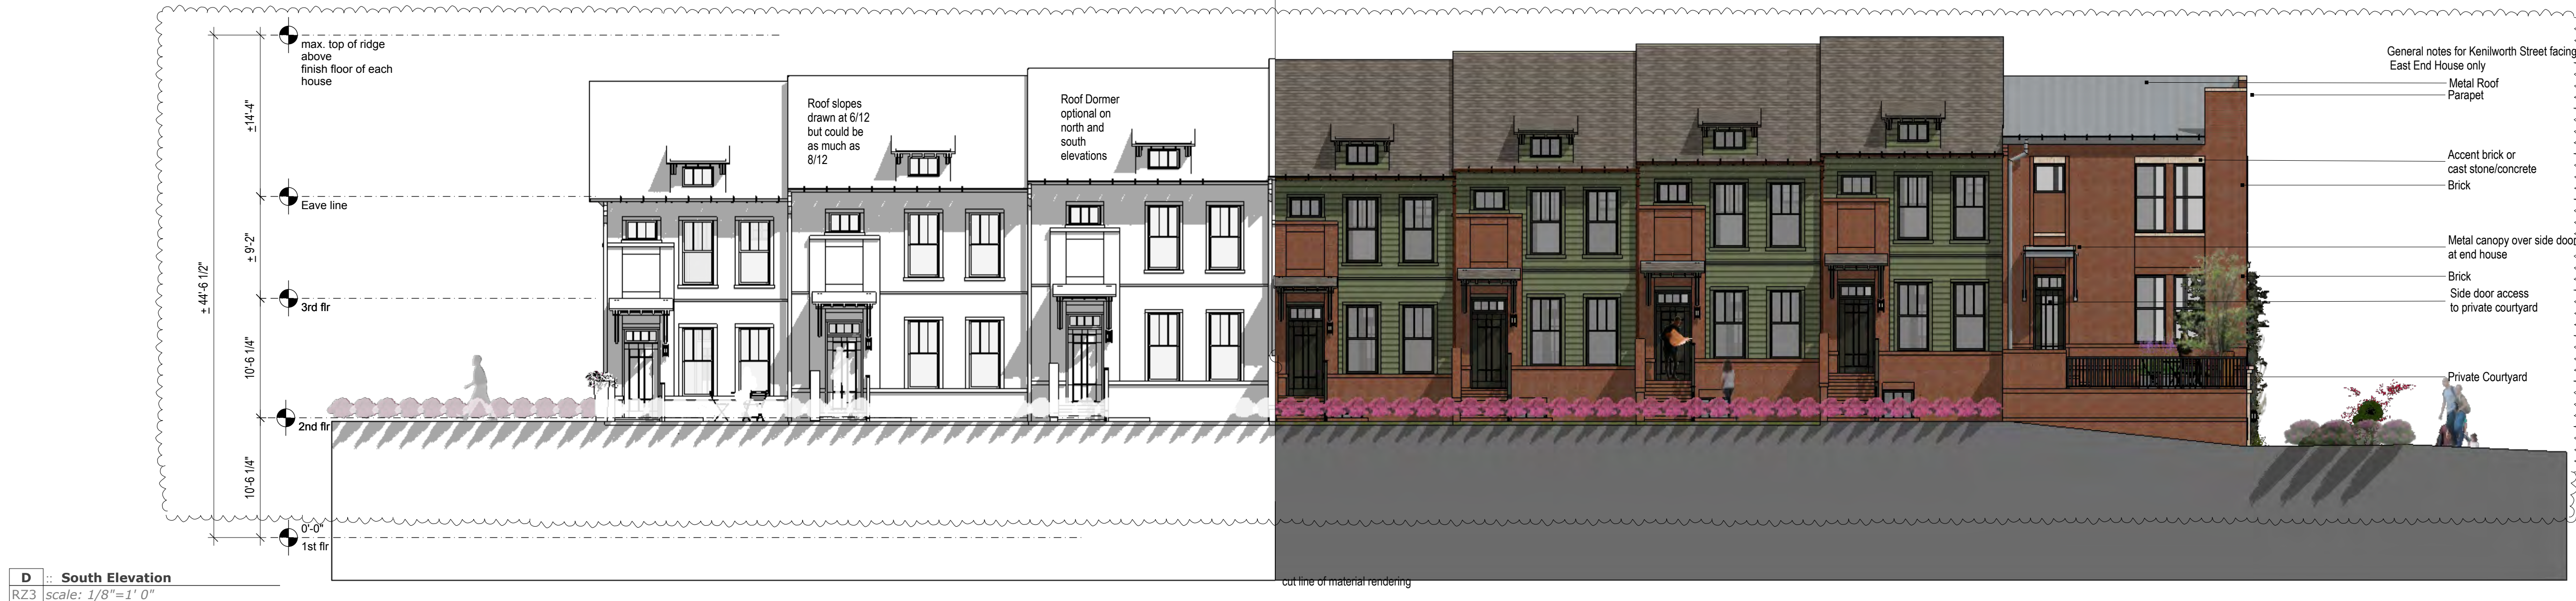 max. top of ridge
above
finish floor of each
house
±14'-4"
Eave line
± 9'-2"
± 44'-6 1/2"
3rd flr
10'-6 1/4"
2nd flr
10'-6 1/4"
0'-0"
1st flr
Roof slopes
drawn at 6/12
but could be
as much as
8/12
Roof Dormer
optional on
north and
south
elevations
General notes for Kenilworth Street facing
East End House only
Metal Roof
Parapet
Accent brick or
cast stone/concrete
Brick
Metal canopy over side door
at end house
Brick
Side door access
to private courtyard
Private Courtyard
cut line of material rendering
D :: South Elevation
RZ3 scale: 1/8"=1' 0"